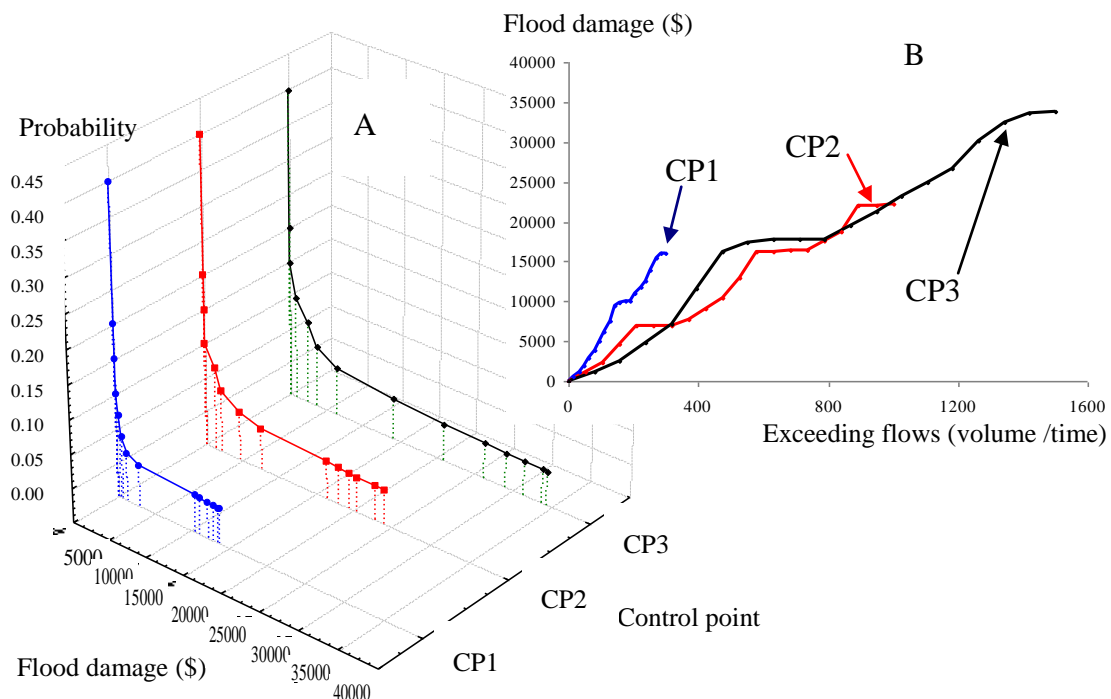 Flood damage ($)
B
40000
35000
30000
25000
20000
15000
10000
5000
0
0 400 800 1200 1600
Exceeding flows (volume /time)
CP1
CP2
CP3
A
Probability
0.45
0.40
0.35
0.30
0.25
0.20
0.15
0.10
0.05
0.00
5000
10000
15000
20000
25000
30000
35000
40000
Flood damage ($)
CP1
CP2
CP3
Control point